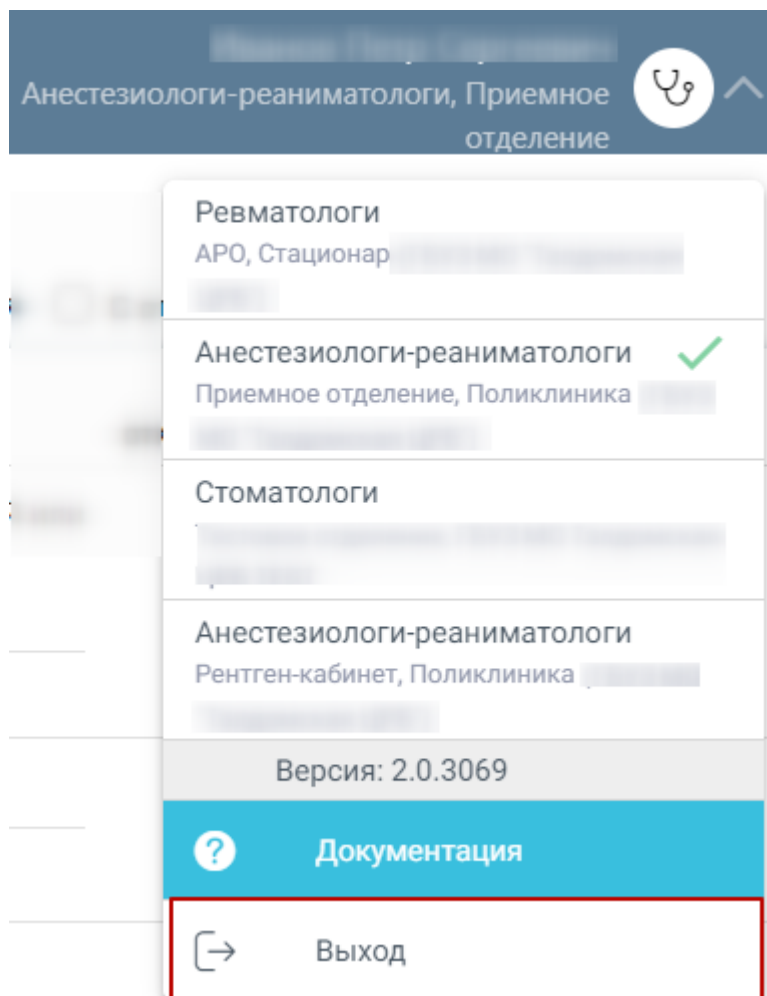 Анестезиологи-реаниматологи, Приемное
отделение
Ревматологи
АРО, Стационар
Анестезиологи-реаниматологи
Приемное отделение, Поликлиника
Стоматологи
Анестезиологи-реаниматологи
Рентген-кабинет, Поликлиника
Версия: 2.0.3069
Документация
Выход